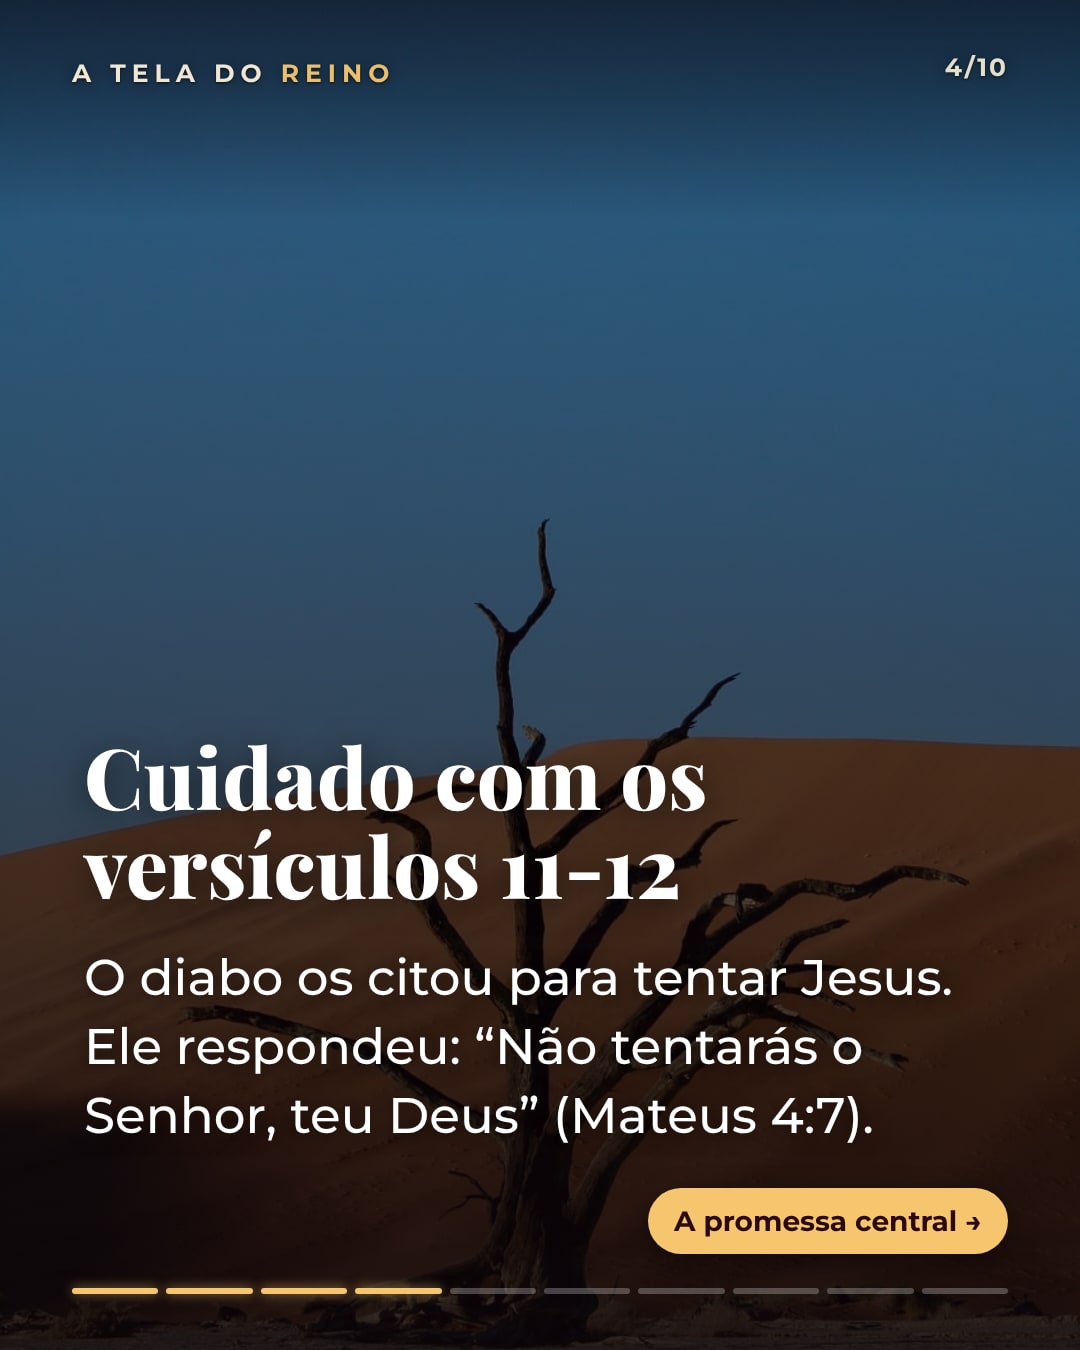 A TELA DO REINO
4/10
Cuidado com os
versículos 11-12
O diabo os citou para tentar Jesus.
Ele respondeu: “Não tentarás o
Senhor, teu Deus” (Mateus 4:7).
A promessa central →